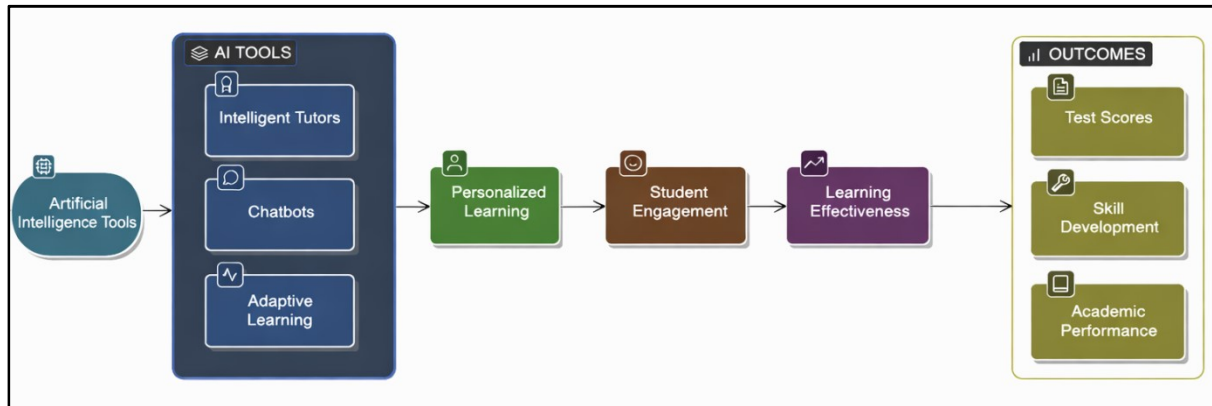 AI TOOLS
Intelligent Tutors
Chatbots
Adaptive
Learning
Artificial
Intelligence Tools
Personalized
Learning
Student
Engagement
Learning
Effectiveness
OUTCOMES
Test Scores
Skill
Development
Academic
Performance